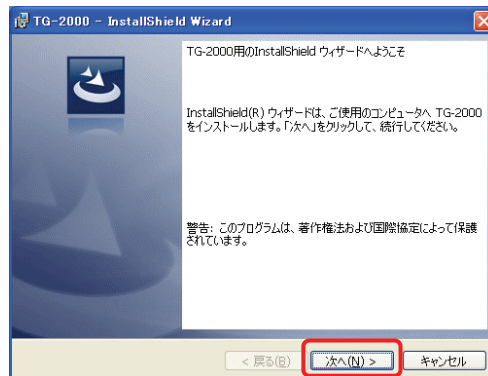 TG-2000 - InstallShield Wizard
TG-2000用のInstallShield ウィザードへようこそ
InstallShield(R) ウィザードは、ご使用のコンピュータへ TG-2000
をインストールします。「次へ」をクリックして、続行してください。
警告: このプログラムは、著作権法および国際協定によって保護
されています。
< 戻る(B)
次へ(N) >
キャンセル